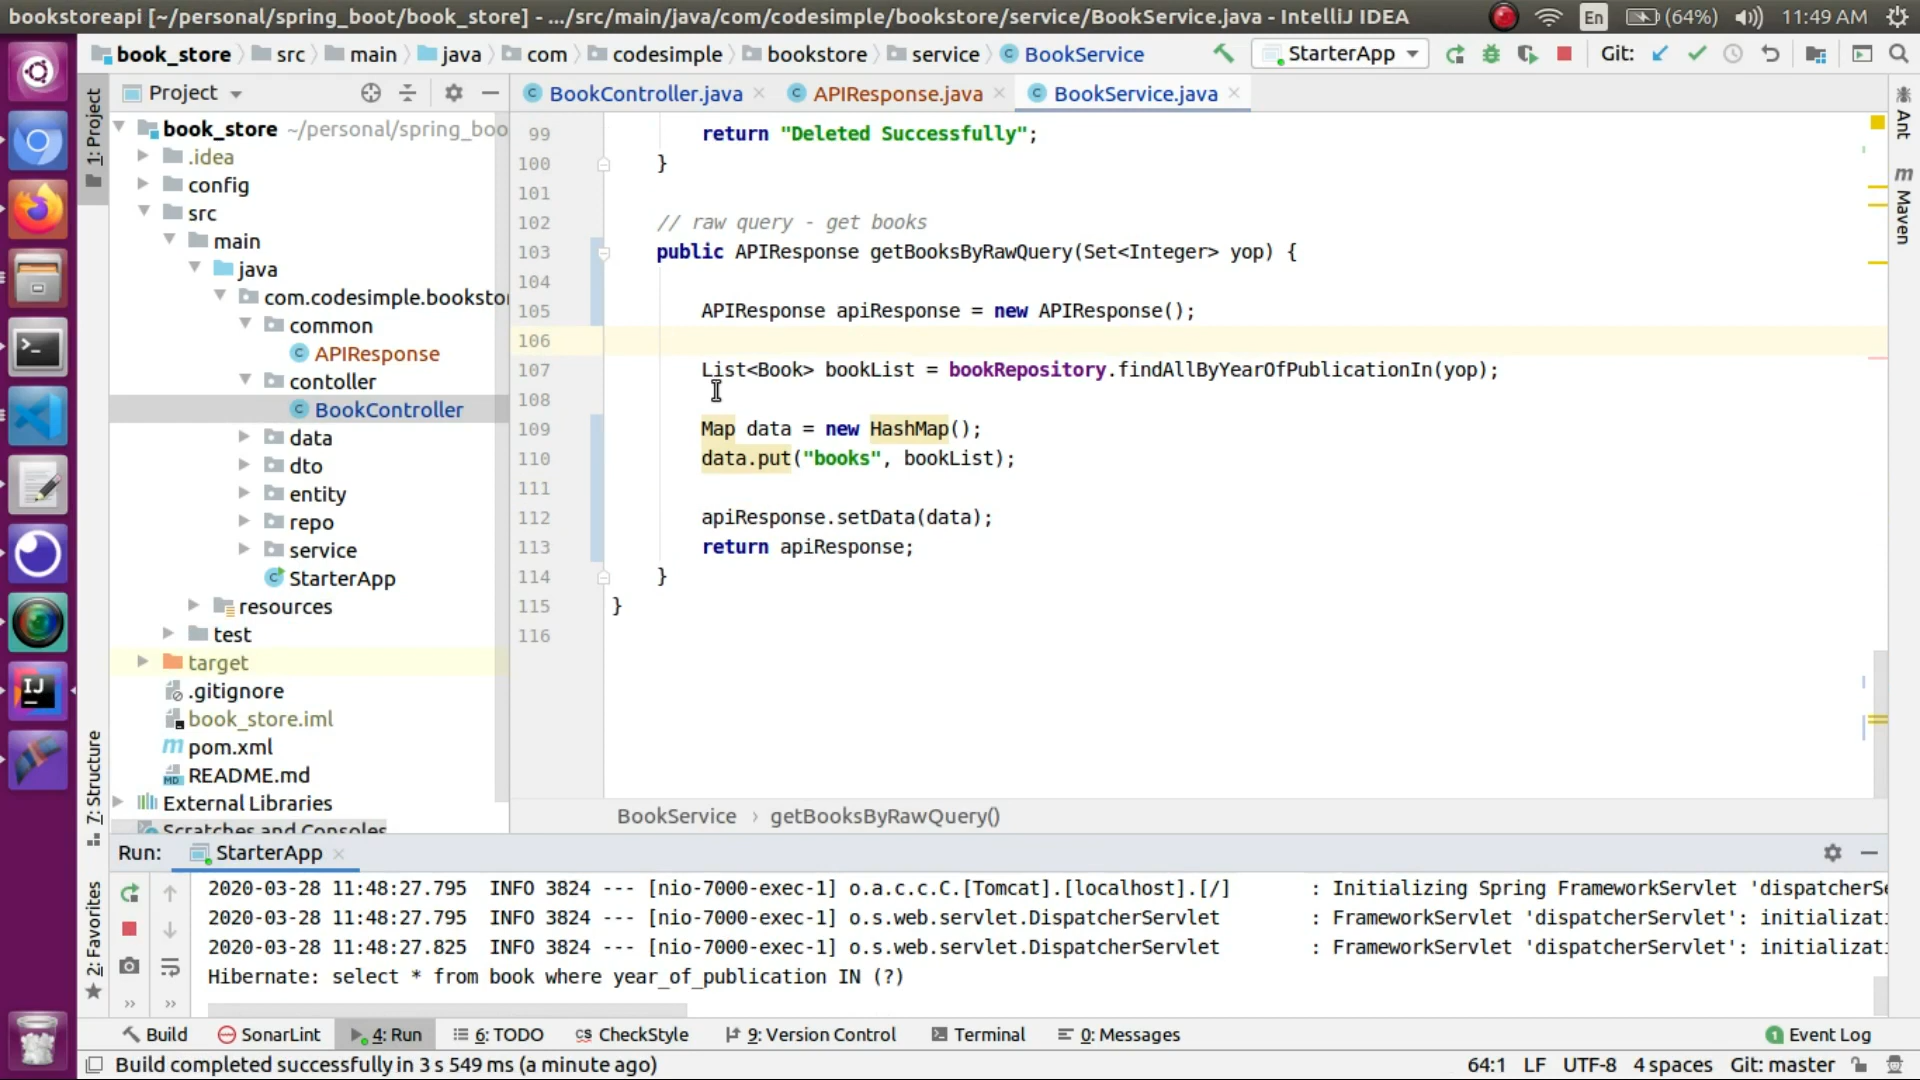 bookstoreapi [~/personal/spring_boot/book_store] - .../src/main/java/com/codesimple/bookstore/service/BookService.java - IntelliJ IDEA
En (64%) 11:49 AM
book_store src main java com codesimple bookstore service BookService StarterApp Git:
Project
BookController.java APIResponse.java BookService.java
1: Project
7: Structure
2: Favorites
Ant
m Maven
book_store ~/personal/spring_boo
.idea
config
src
main
java
com.codesimple.booksto
common
APIResponse
contoller
BookController
data
dto
entity
repo
service
StarterApp
resources
test
target
.gitignore
book_store.iml
pom.xml
README.md
External Libraries
Scratches and Consoles
99 return "Deleted Successfully";
100 }
101
102 // raw query - get books
103 public APIResponse getBooksByRawQuery(Set<Integer> yop) {
104
105 APIResponse apiResponse = new APIResponse();
106
107 List<Book> bookList = bookRepository.findAllByYearOfPublicationIn(yop);
108
109 Map data = new HashMap();
110 data.put("books", bookList);
111
112 apiResponse.setData(data);
113 return apiResponse;
114 }
115 }
116
BookService › getBooksByRawQuery()
Run: StarterApp
2020-03-28 11:48:27.795 INFO 3824 --- [nio-7000-exec-1] o.a.c.c.C.[Tomcat].[localhost].[/] : Initializing Spring FrameworkServlet 'dispatcherSe
2020-03-28 11:48:27.795 INFO 3824 --- [nio-7000-exec-1] o.s.web.servlet.DispatcherServlet : FrameworkServlet 'dispatcherServlet': initializati
2020-03-28 11:48:27.825 INFO 3824 --- [nio-7000-exec-1] o.s.web.servlet.DispatcherServlet : FrameworkServlet 'dispatcherServlet': initializati
Hibernate: select * from book where year_of_publication IN (?)
Build SonarLint 4: Run 6: TODO CheckStyle 9: Version Control Terminal 0: Messages 1 Event Log
Build completed successfully in 3 s 549 ms (a minute ago) 64:1 LF UTF-8 4 spaces Git: master